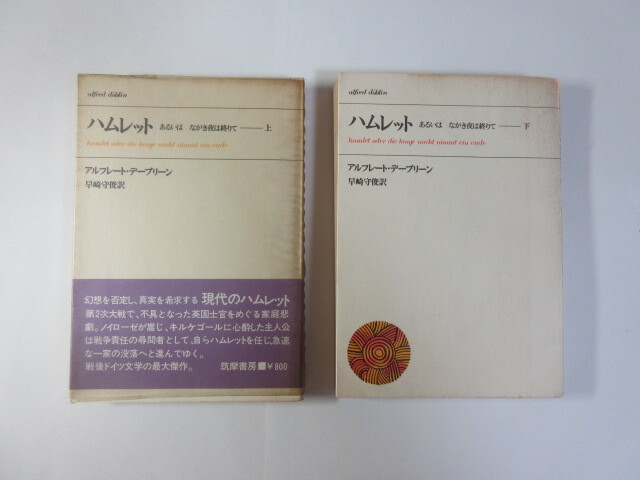 alfred döblin
ハムレット あるいは ながき夜は終りて ―― 上
hamlet oder die lange nacht nimmt ein ende
アルフレート・デーブリーン
早崎守俊訳
幻想を否定し、真実を希求する 現代のハムレット
第2次大戦で、不具となった英国士官をめぐる家庭悲
劇。ノイローゼが嵩じ、キルケゴールに心酔した主人公
は戦争責任の尋問者として、自らハムレットを任じ、急速
な一家の没落へと進んでゆく。
戦後ドイツ文学の最大傑作。 筑摩書房■¥800
alfred döblin
ハムレット あるいは ながき夜は終りて ―― 下
hamlet oder die lange nacht nimmt ein ende
アルフレート・デーブリーン
早崎守俊訳